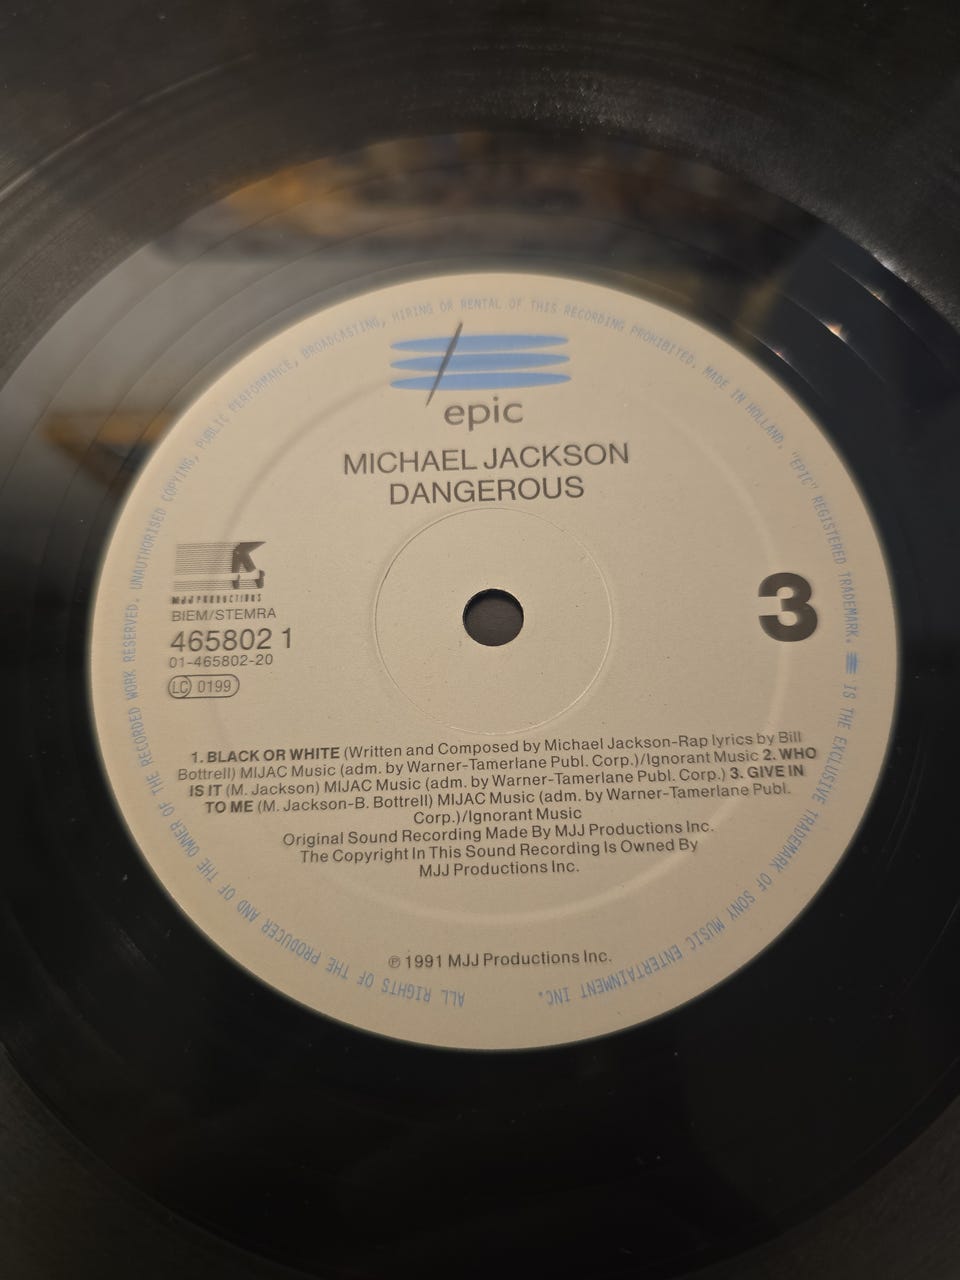 ALL RIGHTS OF THE PRODUCER AND OF THE OWNER OF THE RECORDED WORK RESERVED. UNAUTHORISED COPYING, PUBLIC PERFORMANCE, BROADCASTING, HIRING OR RENTAL OF THIS RECORDING PROHIBITED. MADE IN HOLLAND. "EPIC" REGISTERED TRADEMARK. IS THE EXCLUSIVE TRADEMARK OF SONY MUSIC ENTERTAINMENT INC.
epic
MICHAEL JACKSON
DANGEROUS
MJJ PRODUCTIONS
BIEM/STEMRA
465802 1
01-465802-20
LC 0199
3
1. BLACK OR WHITE (Written and Composed by Michael Jackson-Rap lyrics by Bill
Bottrell) MIJAC Music (adm. by Warner-Tamerlane Publ. Corp.)/Ignorant Music 2. WHO
IS IT (M. Jackson) MIJAC Music (adm. by Warner-Tamerlane Publ. Corp.) 3. GIVE IN
TO ME (M. Jackson-B. Bottrell) MIJAC Music (adm. by Warner-Tamerlane Publ.
Corp.)/Ignorant Music
Original Sound Recording Made By MJJ Productions Inc.
The Copyright In This Sound Recording Is Owned By
MJJ Productions Inc.
℗ 1991 MJJ Productions Inc.